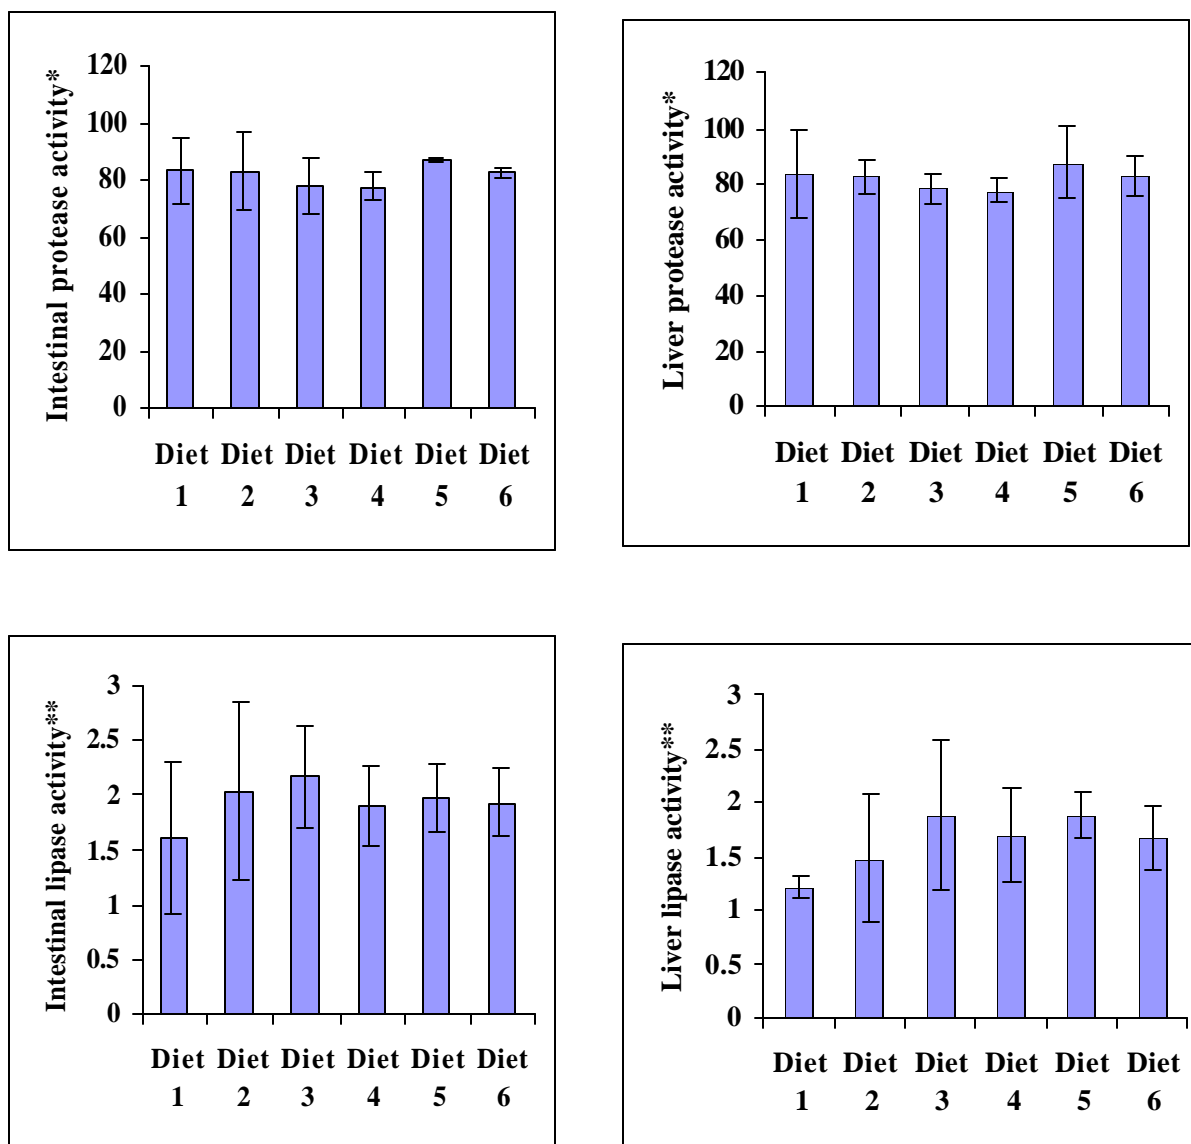 Intestinal protease activity*
120
100
80
60
40
20
0
Diet Diet Diet Diet Diet Diet
1 2 3 4 5 6
Liver protease activity*
120
100
80
60
40
20
0
Diet Diet Diet Diet Diet Diet
1 2 3 4 5 6
Intestinal lipase activity**
3
2.5
2
1.5
1
0.5
0
Diet Diet Diet Diet Diet Diet
1 2 3 4 5 6
Liver lipase activity**
3
2.5
2
1.5
1
0.5
0
Diet Diet Diet Diet Diet Diet
1 2 3 4 5 6